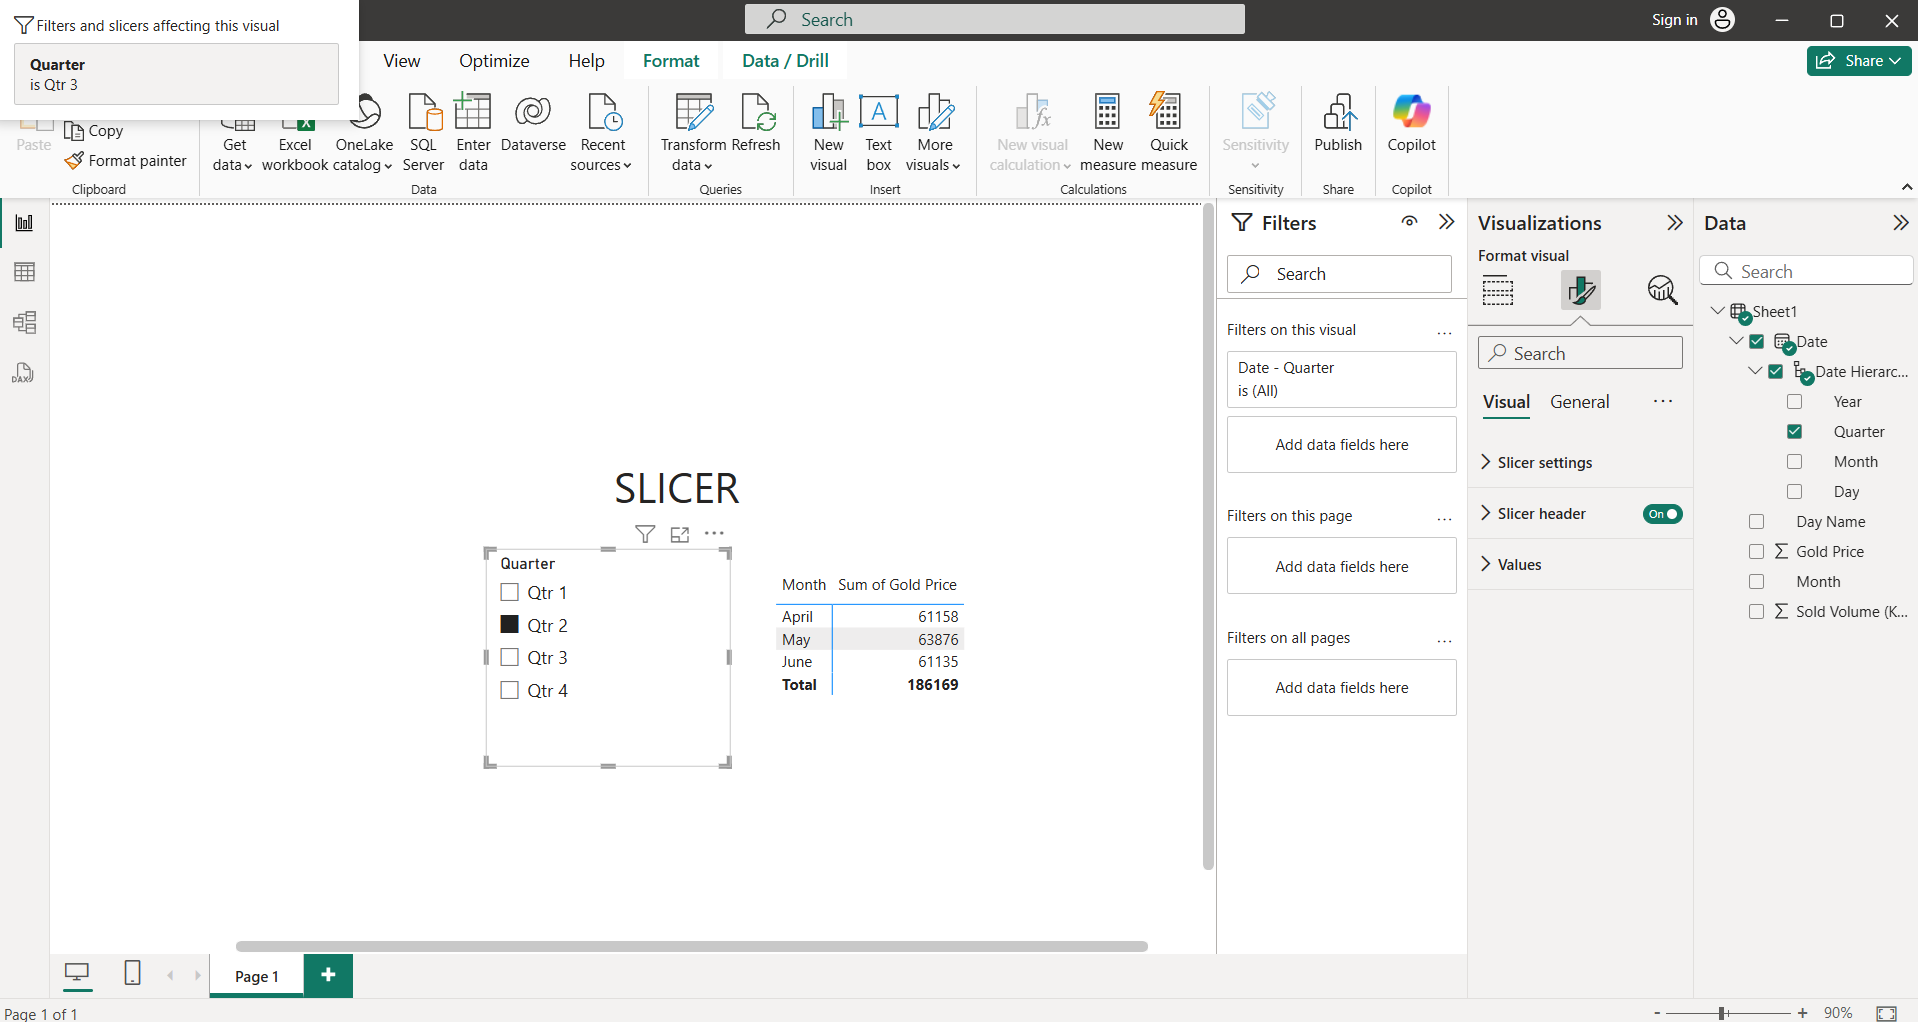 Filters and slicers affecting this visual
Quarter
is Qtr 3
Search
Sign in
View
Optimize
Help
Format
Data / Drill
Share
Paste
Copy
Format painter
Clipboard
Get data
Excel workbook
OneLake catalog
SQL Server
Enter data
Dataverse
Recent sources
Data
Transform data
Refresh
Queries
New visual
Text box
More visuals
Insert
New visual calculation
New measure
Quick measure
Calculations
Sensitivity
Sensitivity
Publish
Share
Copilot
Copilot
DAX
SLICER
Quarter
Qtr 1
Qtr 2
Qtr 3
Qtr 4
Month Sum of Gold Price
April 61158
May 63876
June 61135
Total 186169
Filters
Search
Filters on this visual ...
Date - Quarter
is (All)
Add data fields here
Filters on this page ...
Add data fields here
Filters on all pages ...
Add data fields here
Visualizations
Format visual
Search
Visual General ...
Slicer settings
Slicer header On
Values
Data
Search
Sheet1
Date
Date Hierarc...
Year
Quarter
Month
Day
Day Name
Σ Gold Price
Month
Σ Sold Volume (K...
Page 1
+
Page 1 of 1
- + 90%